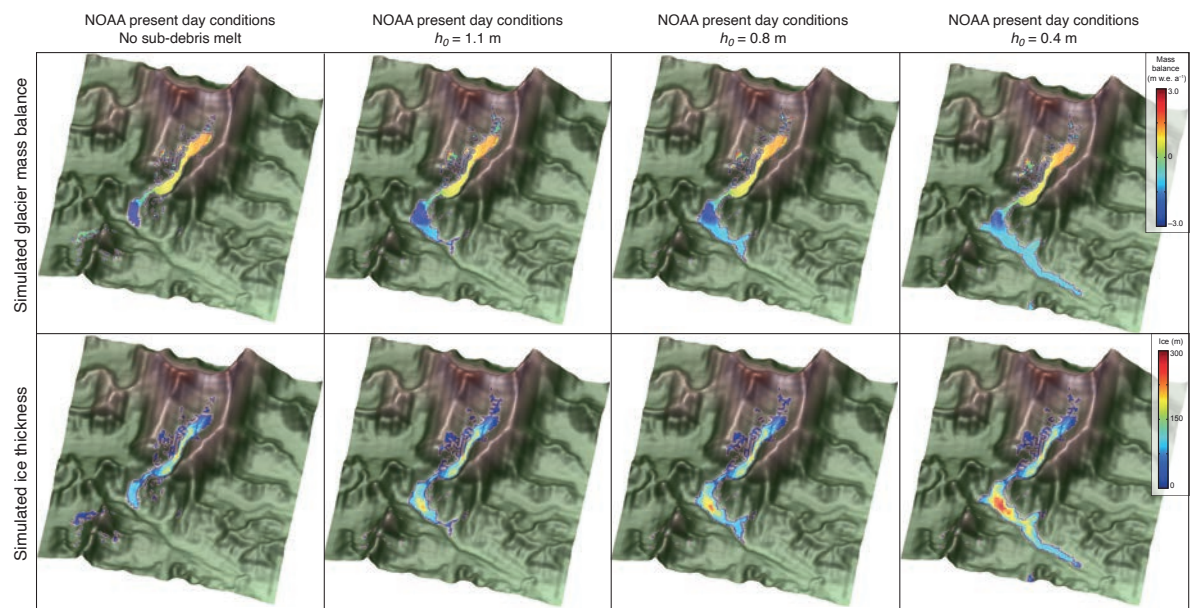 NOAA present day conditions
No sub-debris melt
NOAA present day conditions
h₀ = 1.1 m
NOAA present day conditions
h₀ = 0.8 m
NOAA present day conditions
h₀ = 0.4 m
Simulated glacier mass balance
Mass
balance
(m w.e. a⁻¹)
3.0
–3.0
Simulated ice thickness
Ice (m)
300
150
0